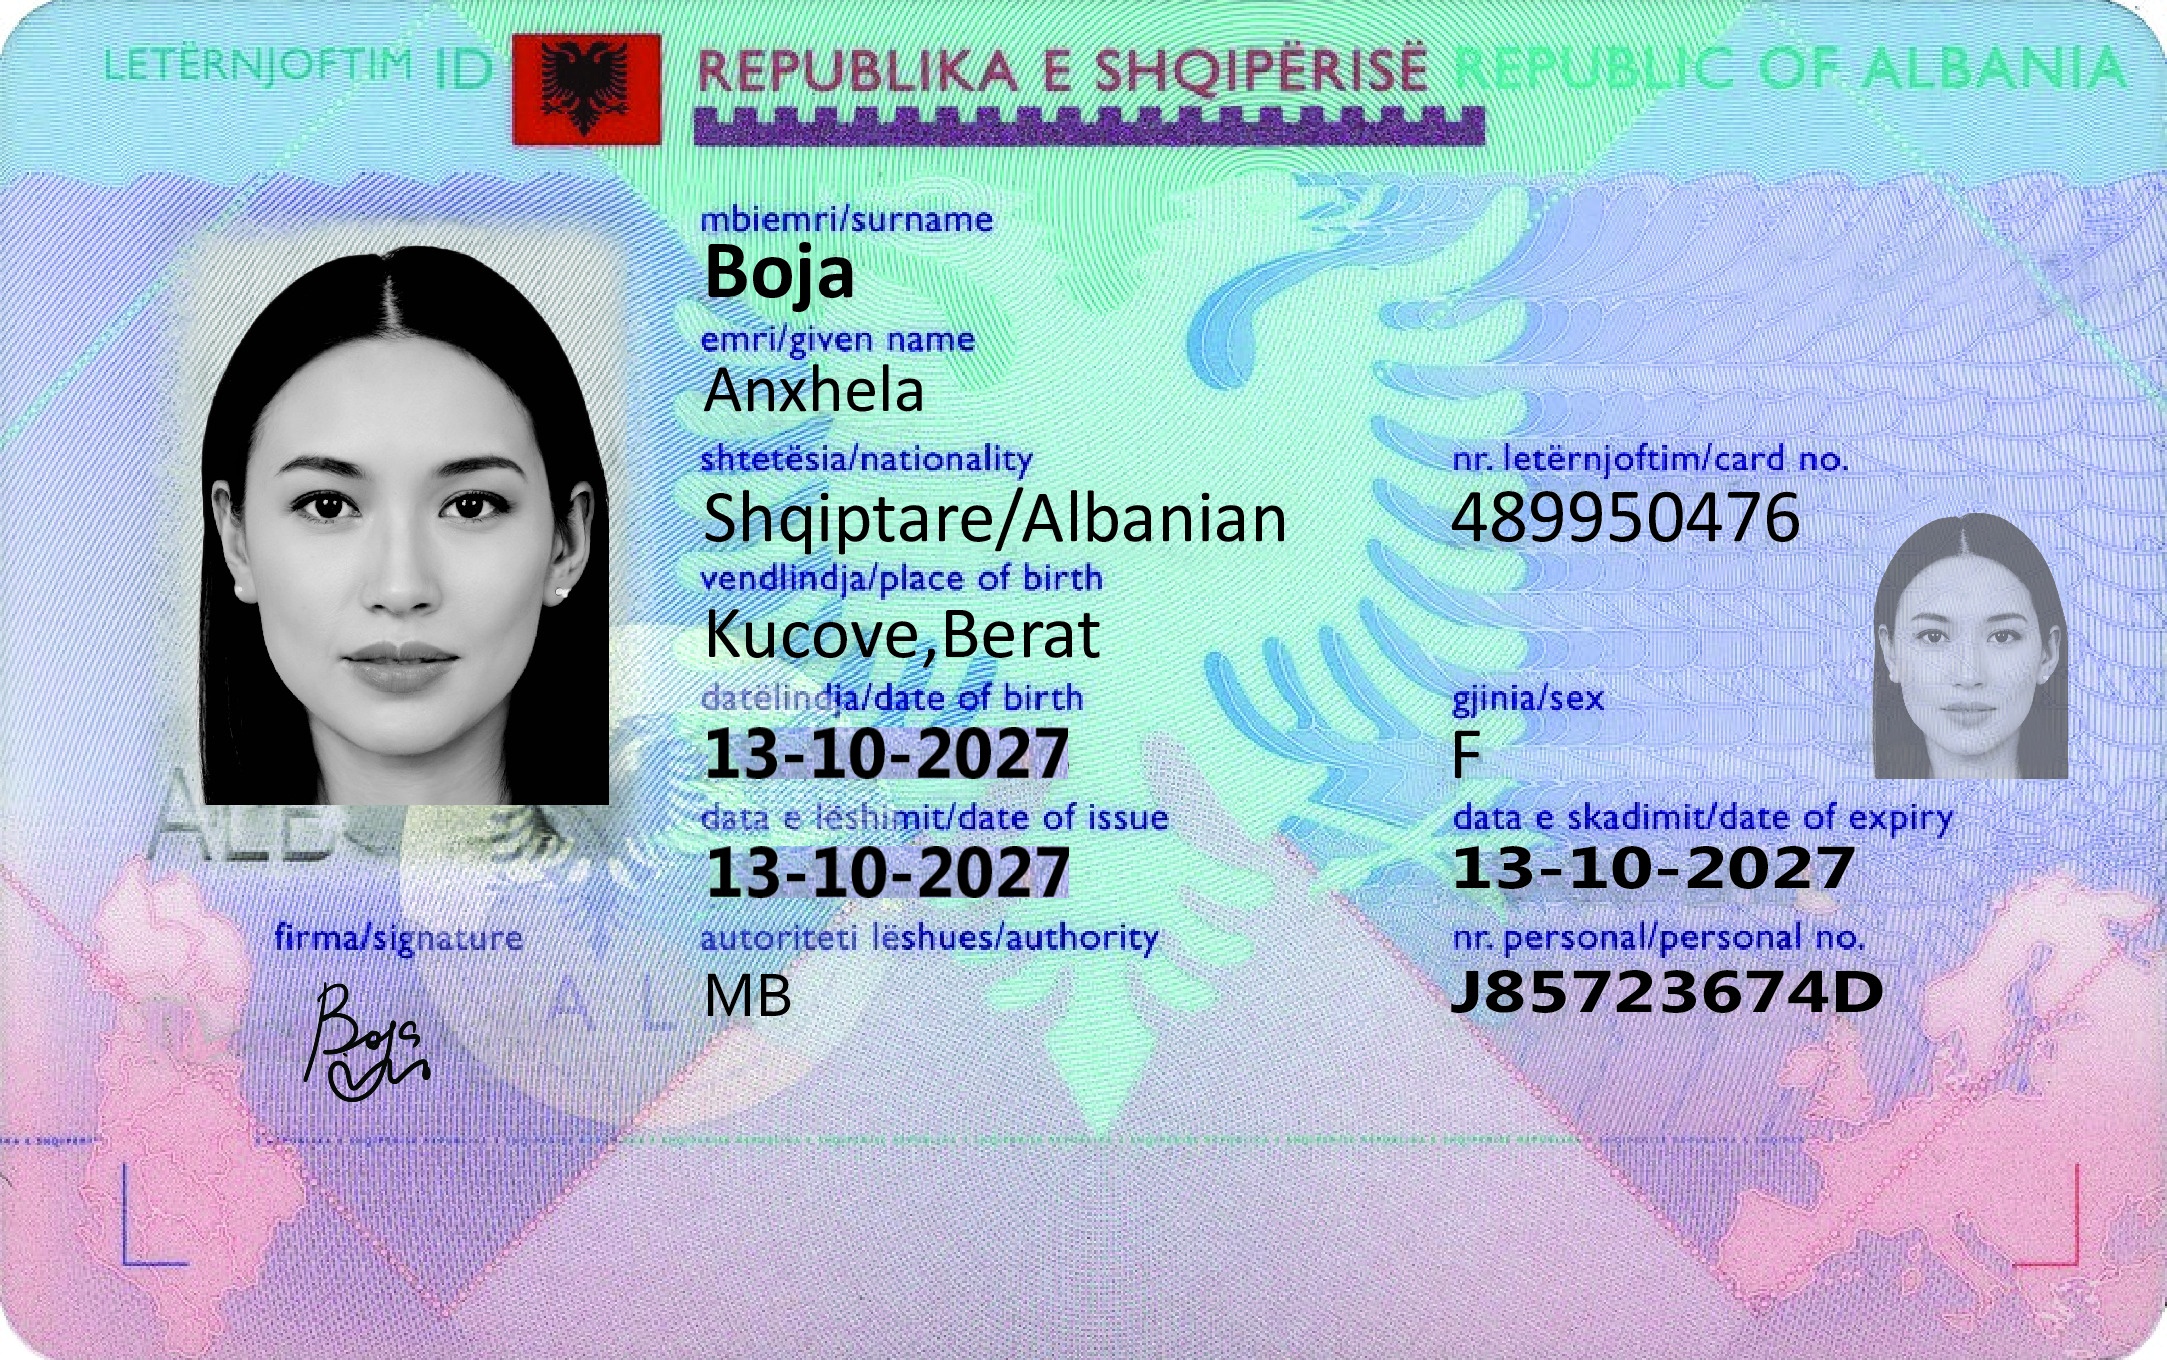 LETËRNJOFTIM ID REPUBLIKA E SHQIPËRISË REPUBLIC OF ALBANIA
mbiemri/surname
Boja
emri/given name
Anxhela
shtetësia/nationality
Shqiptare/Albanian
nr. letërnjoftim/card no.
489950476
vendlindja/place of birth
Kucove,Berat
datëlindja/date of birth
13-10-2027
gjinia/sex
F
data e lëshimit/date of issue
13-10-2027
data e skadimit/date of expiry
13-10-2027
ALB
firma/signature
Boja
autoriteti lëshues/authority
MB
nr. personal/personal no.
J85723674D
A L